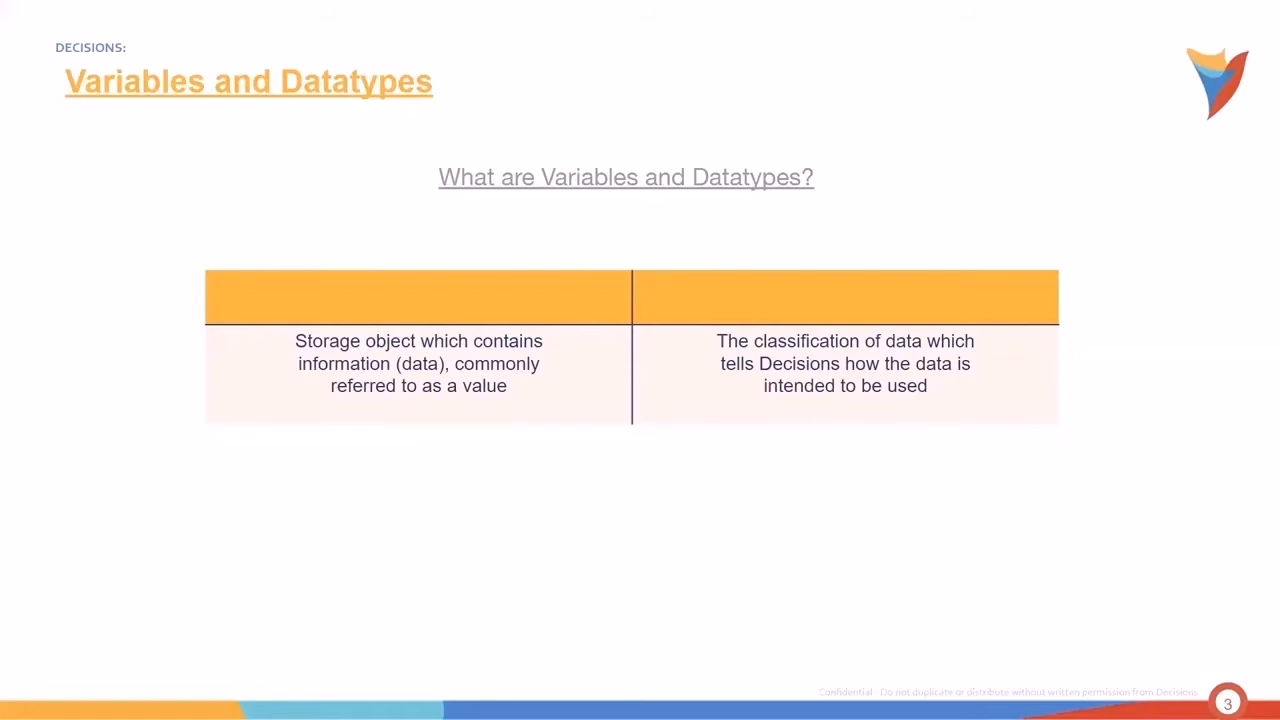 DECISIONS:
Variables and Datatypes
What are Variables and Datatypes?
Storage object which contains
information (data), commonly
referred to as a value
The classification of data which
tells Decisions how the data is
intended to be used
Confidential - Do not duplicate or distribute without written permission from Decisions
3